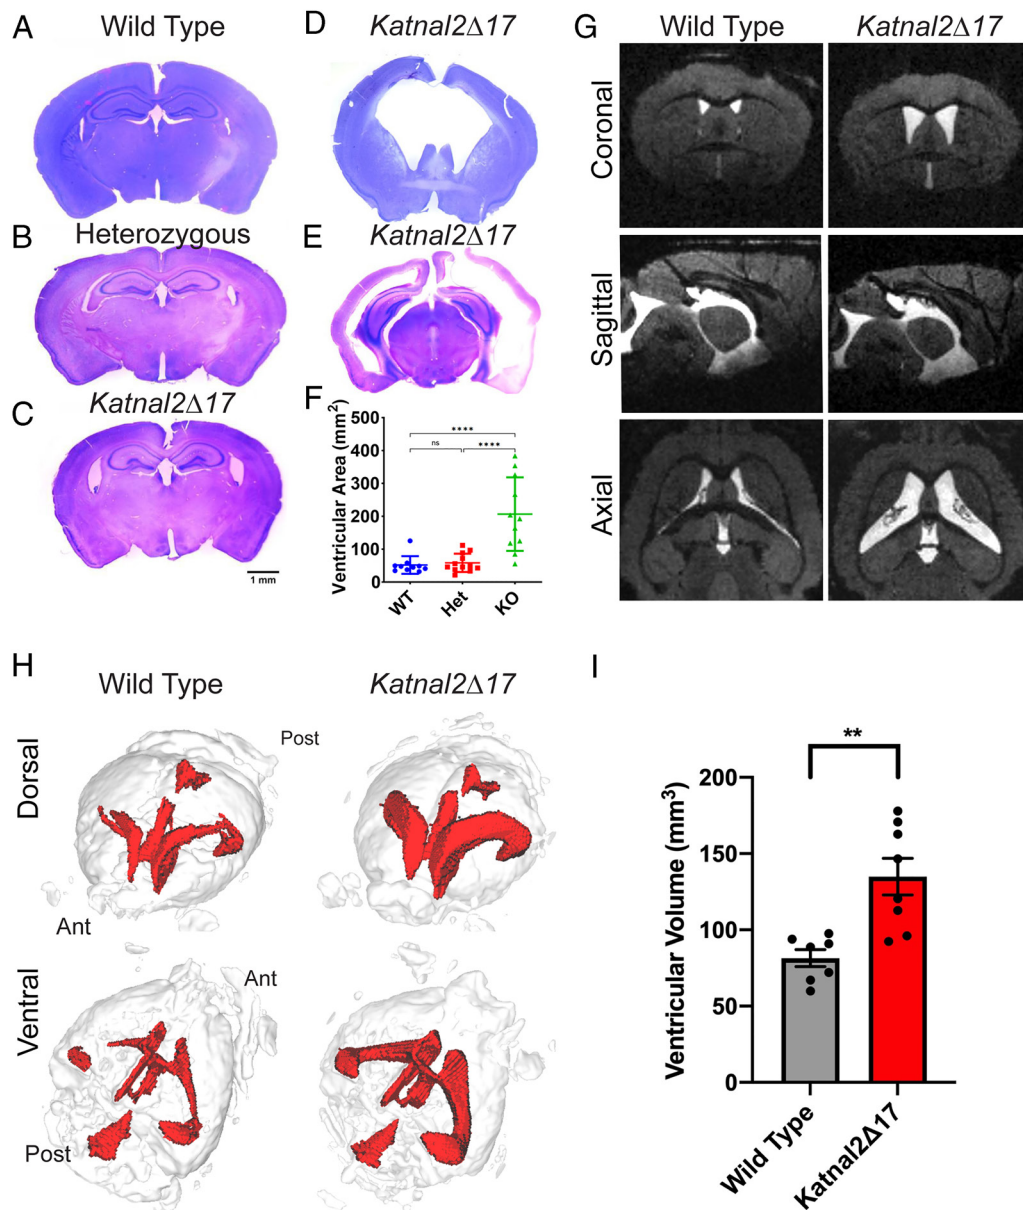 A
Wild Type
B
Heterozygous
C
Katnal2Δ17
1 mm
D
Katnal2Δ17
E
Katnal2Δ17
F
Ventricular Area (mm²)
500
400
300
200
100
0
****
ns
****
WT
Het
KO
G
Wild Type
Katnal2Δ17
Coronal
Sagittal
Axial
H
Wild Type
Katnal2Δ17
Dorsal
Post
Ant
Ventral
Ant
Post
I
**
Ventricular Volume (mm³)
200
150
100
50
0
Wild Type
Katnal2Δ17